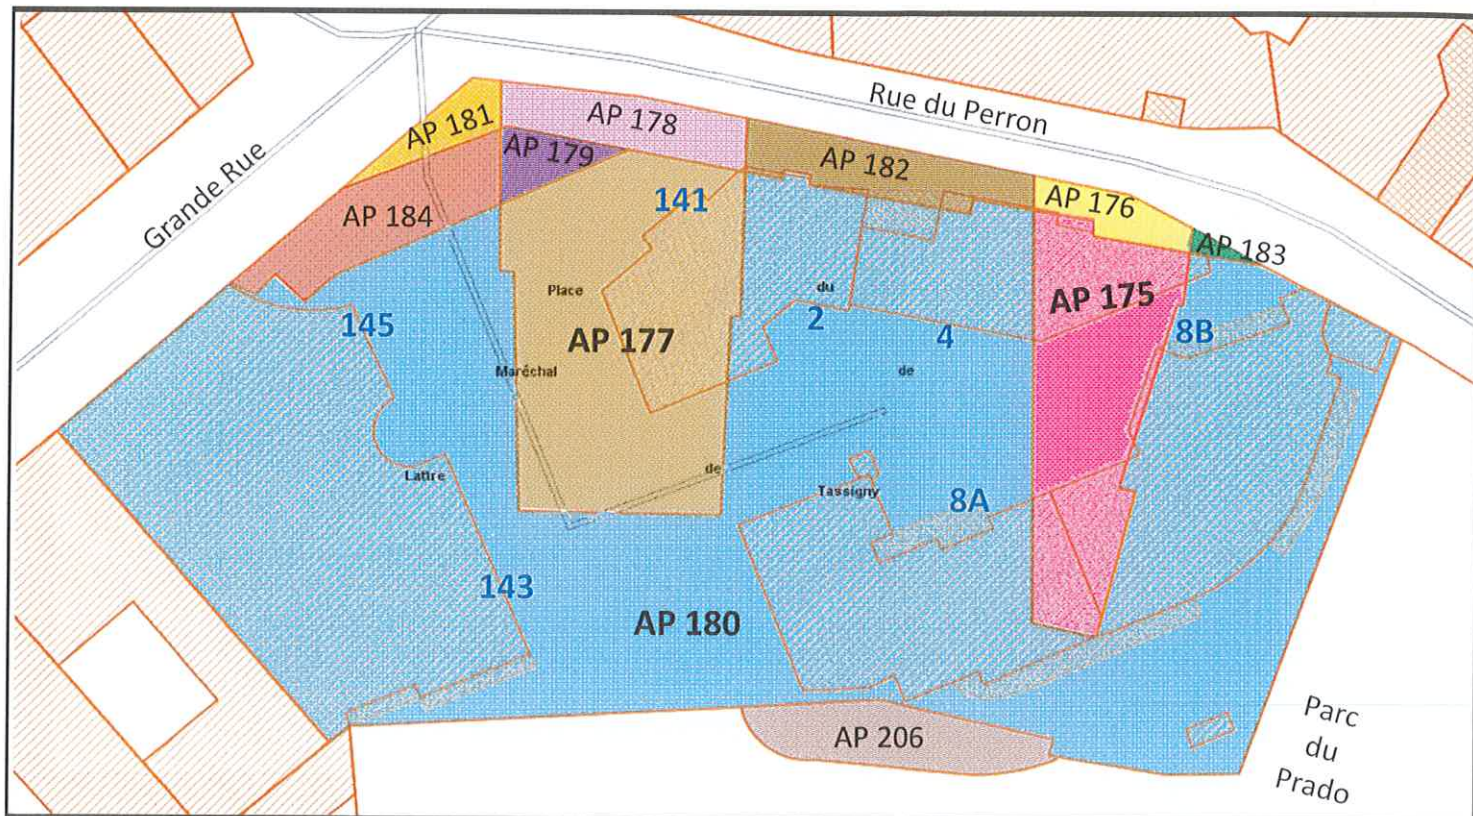 Rue du Perron
AP 181
AP 178
AP 179
AP 182
Grande Rue
AP 184
141
AP 176
AP 183
Place
du
AP 175
145
2
4
8B
AP 177
Maréchal
de
Lattre
de
Tassigny
8A
143
AP 180
AP 206
Parc
du
Prado